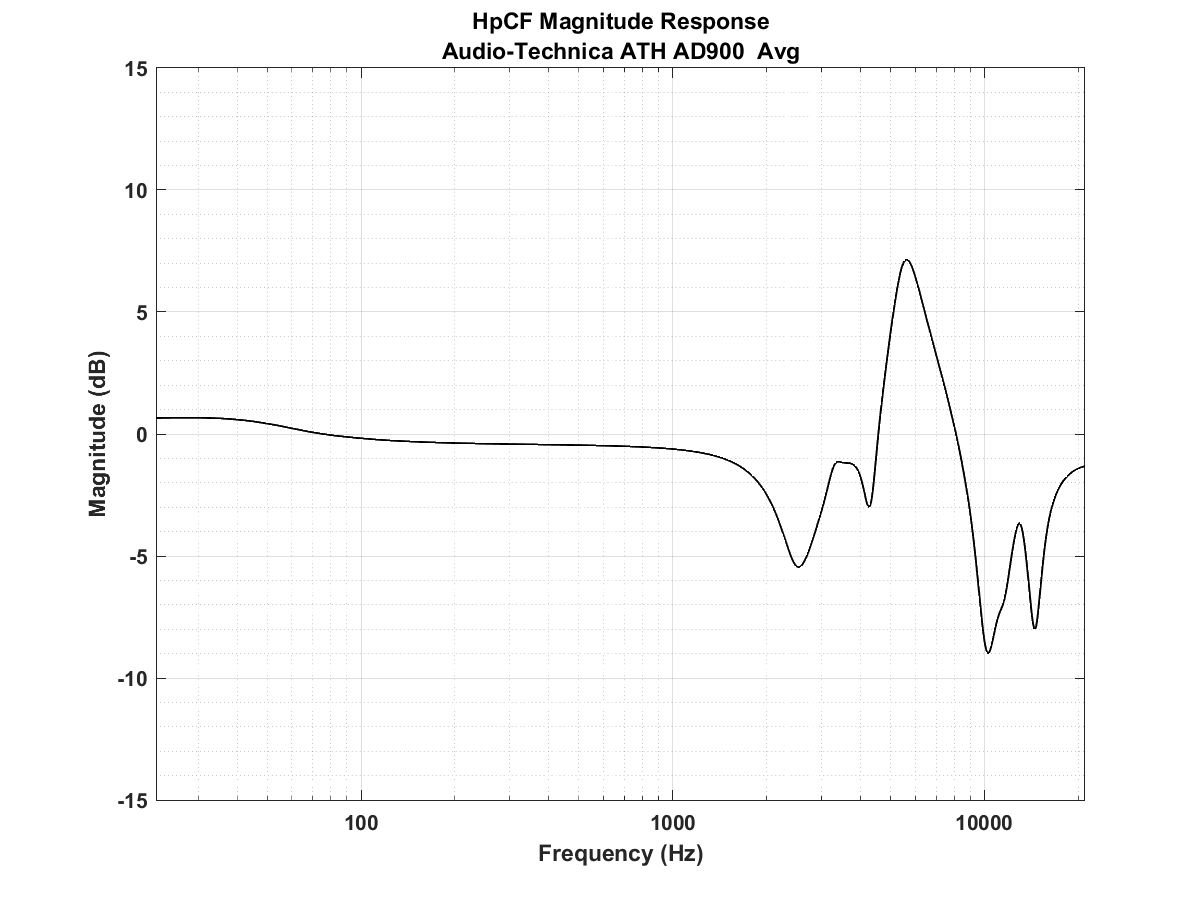 HpCF Magnitude Response
Audio-Technica ATH AD900  Avg
15
10
5
0
-5
-10
-15
Magnitude (dB)
100
1000
10000
Frequency (Hz)